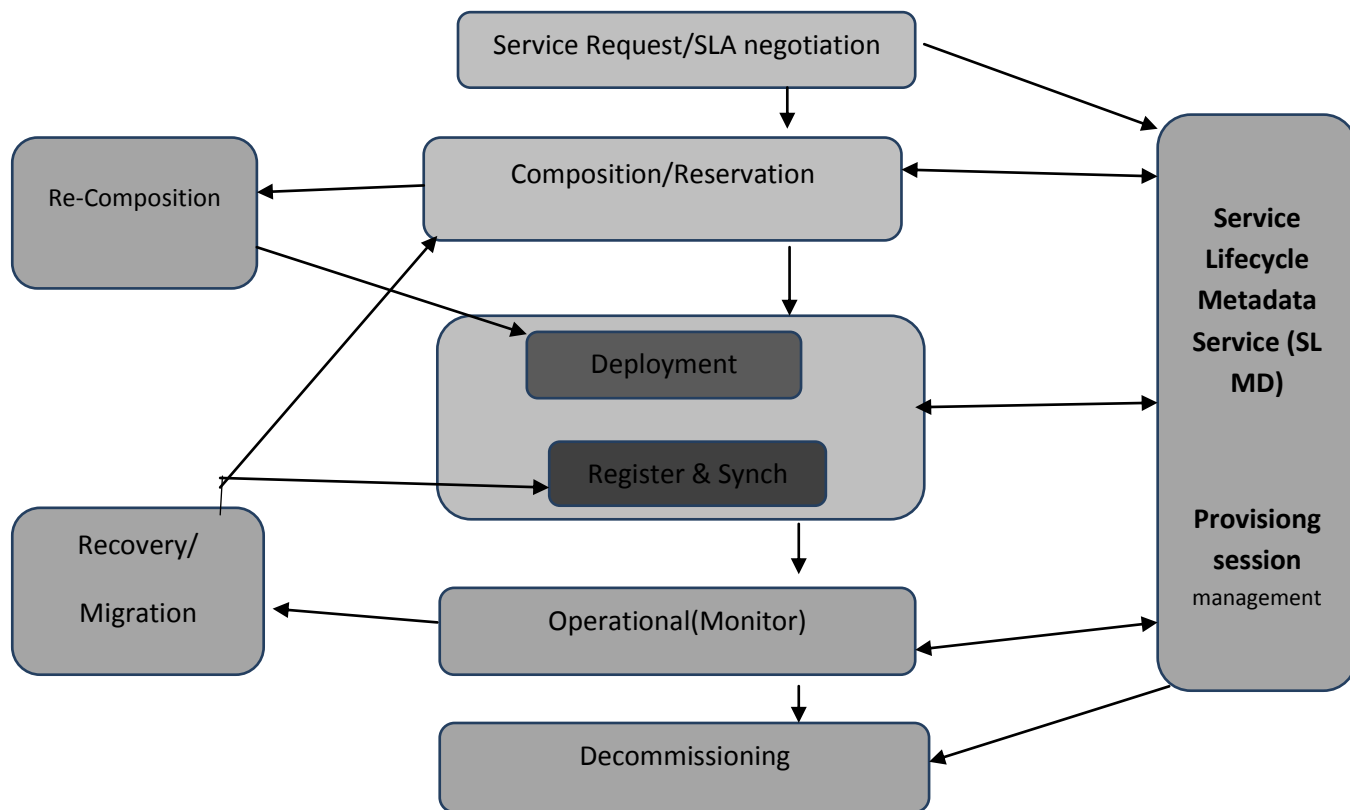 Service Request/SLA negotiation
Composition/Reservation
Re-Composition
Deployment
Register & Synch
Recovery/
Migration
Operational(Monitor)
Decommissioning
Service
Lifecycle
Metadata
Service (SL
MD)
Provisiong
session
management